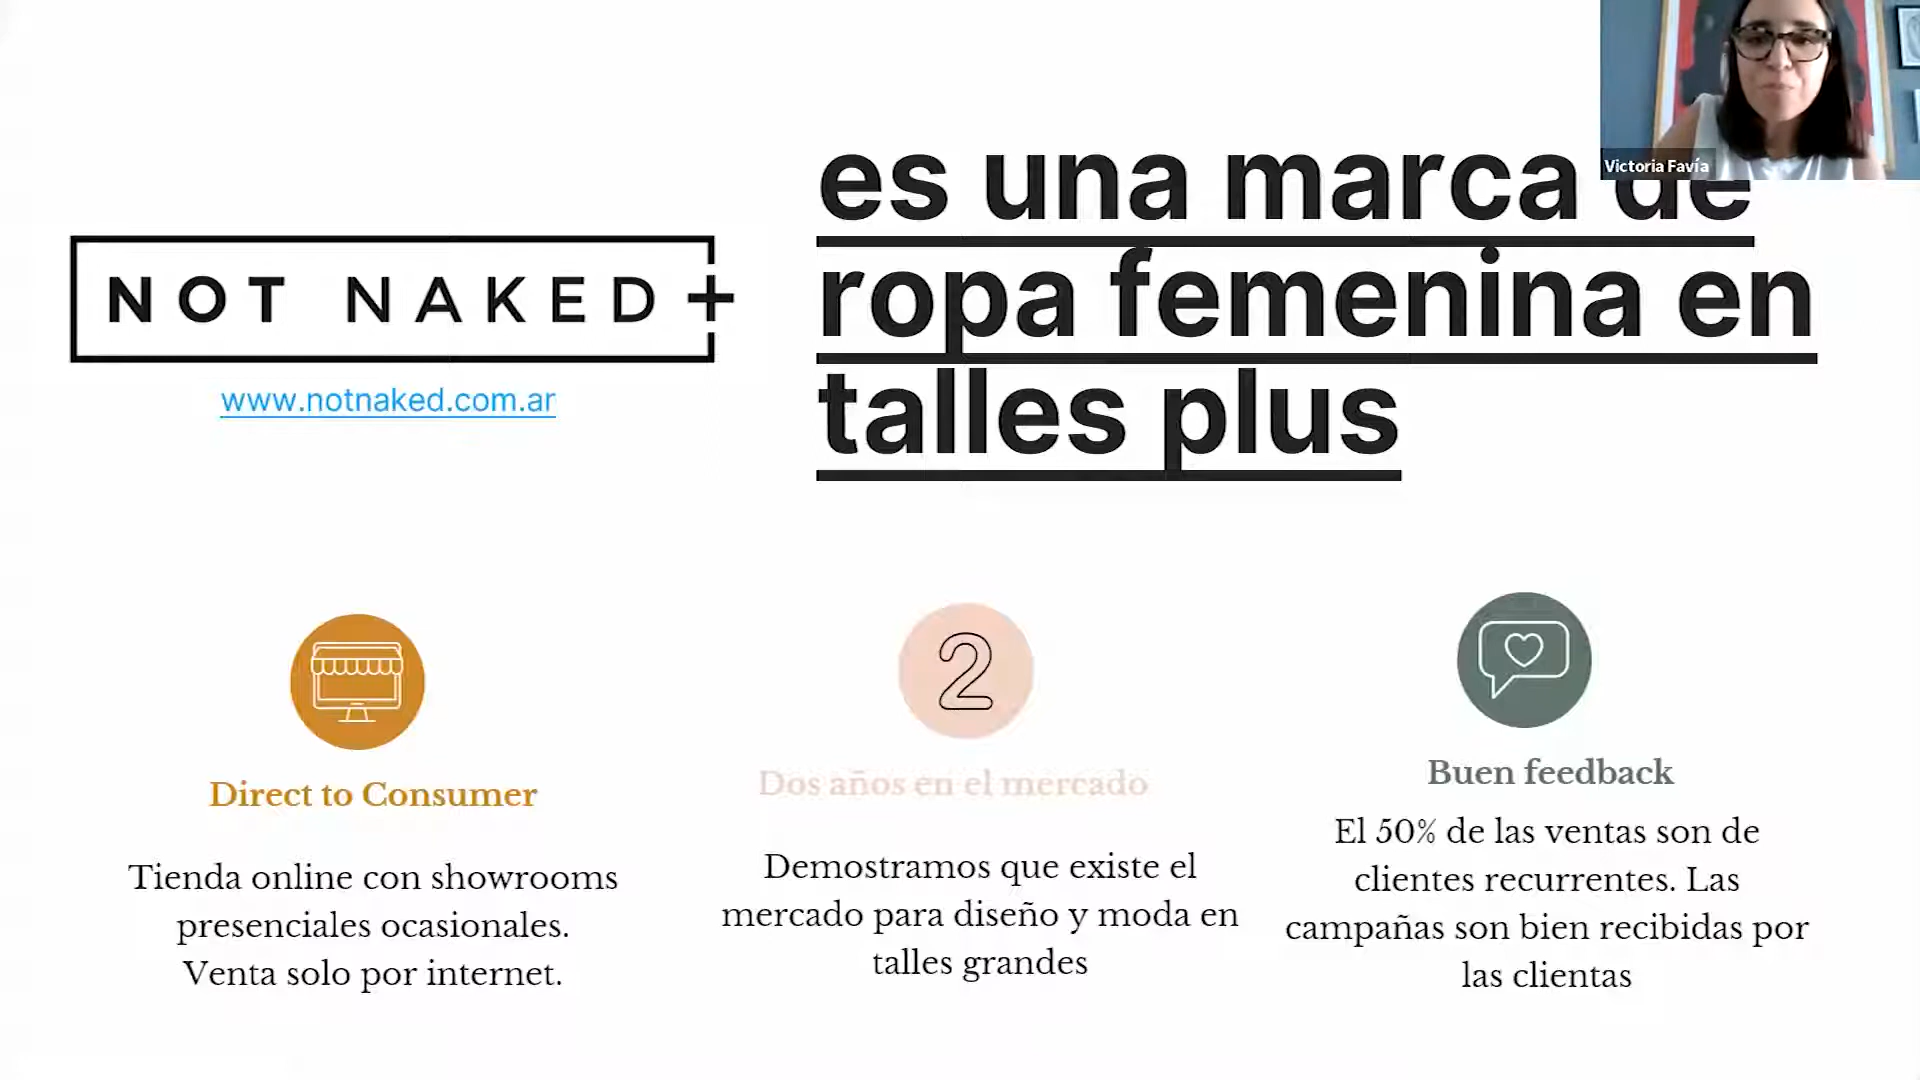 Victoria Favía
es una marca de
ropa femenina en
talles plus
NOT NAKED +
www.notnaked.com.ar
2
Direct to Consumer
Tienda online con showrooms
presenciales ocasionales.
Venta solo por internet.
Dos años en el mercado
Demostramos que existe el
mercado para diseño y moda en
talles grandes
Buen feedback
El 50% de las ventas son de
clientes recurrentes. Las
campañas son bien recibidas por
las clientas